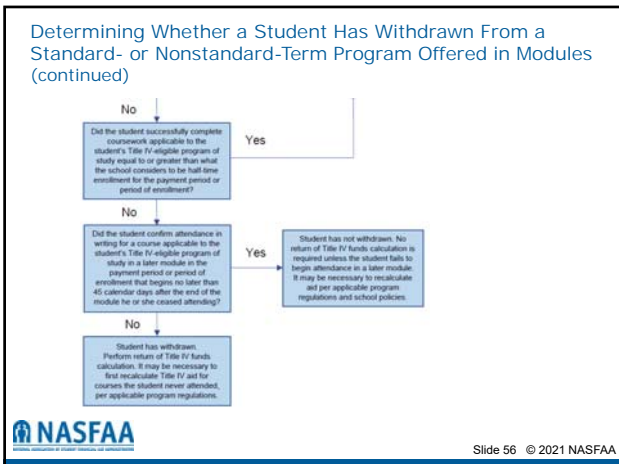 Determining Whether a Student Has Withdrawn From a
Standard- or Nonstandard-Term Program Offered in Modules
(continued)
No
Did the student successfully complete
coursework applicable to the
student's Title IV-eligible program of
study equal to or greater than what
the school considers to be half-time
enrollment for the payment period or
period of enrollment?
Yes
No
Did the student confirm attendance in
writing for a course applicable to the
student's Title IV-eligible program of
study in a later module in the
payment period or period of
enrollment that begins no later than
45 calendar days after the end of the
module he or she ceased attending?
Yes
Student has not withdrawn. No
return of Title IV funds calculation is
required unless the student fails to
begin attendance in a later module.
It may be necessary to recalculate
aid per applicable program
regulations and school policies.
No
Student has withdrawn.
Perform return of Title IV funds
calculation. It may be necessary to
first recalculate Title IV aid for
courses the student never attended,
per applicable program regulations.
NASFAA
NATIONAL ASSOCIATION OF STUDENT FINANCIAL AID ADMINISTRATORS
Slide 56 © 2021 NASFAA